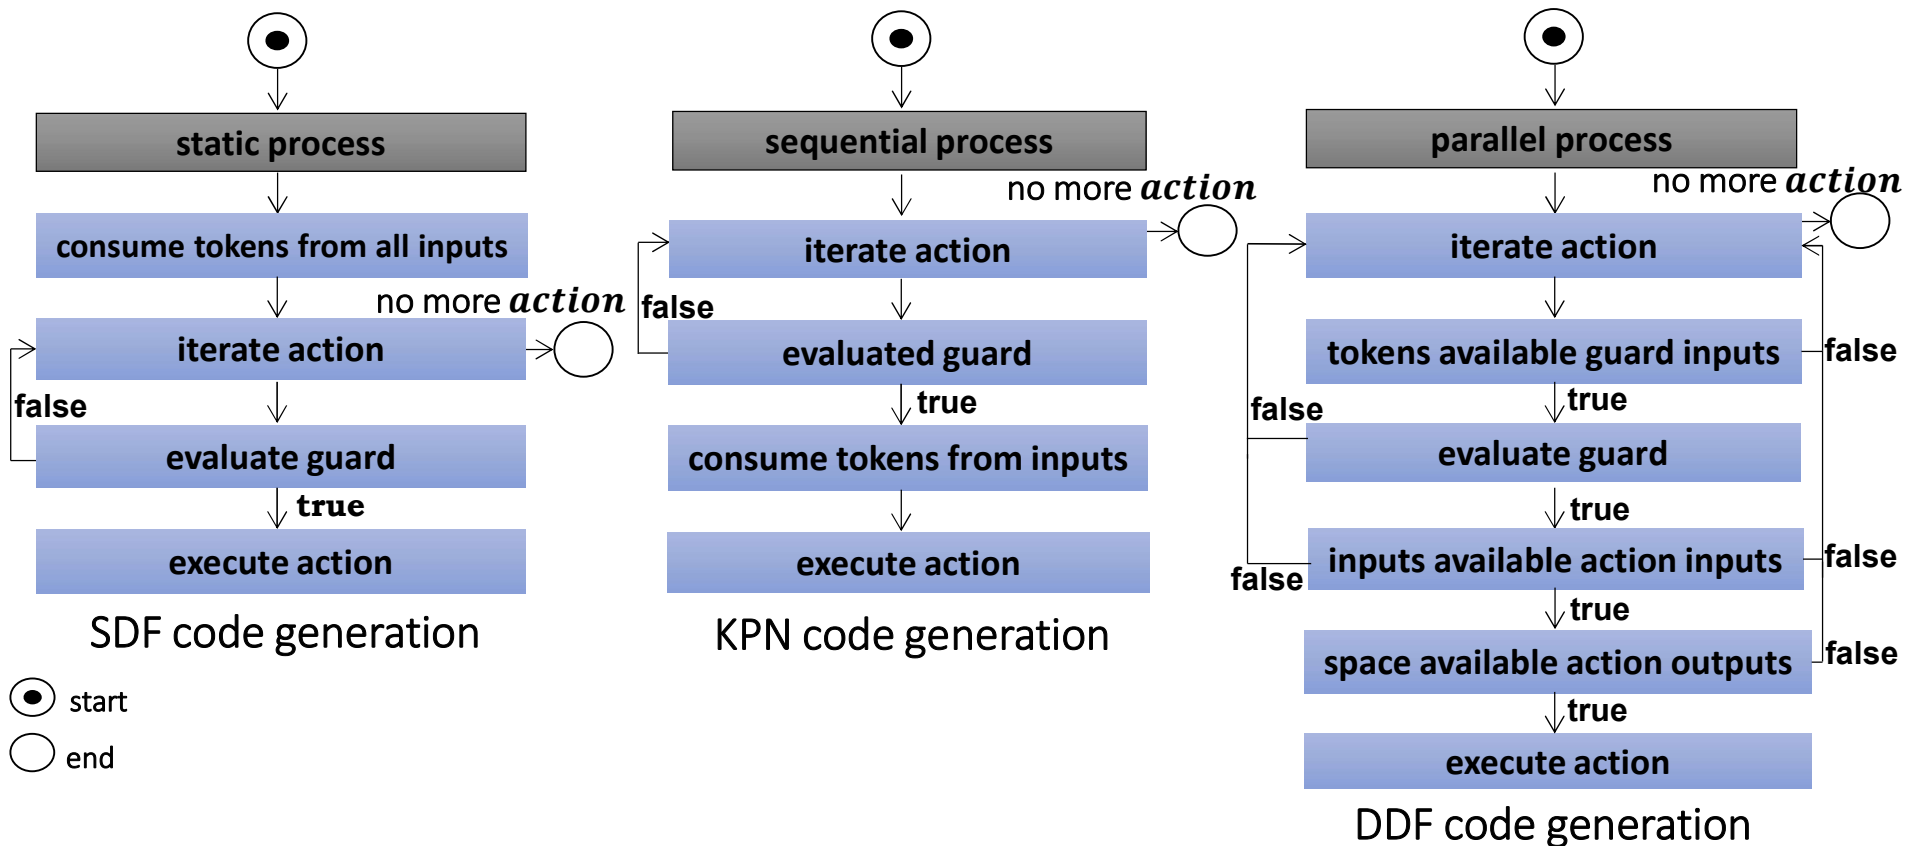 static process
consume tokens from all inputs
no more action
iterate action
false
evaluate guard
true
execute action
SDF code generation
start
end
sequential process
no more action
iterate action
false
evaluated guard
true
consume tokens from inputs
execute action
KPN code generation
parallel process
no more action
iterate action
tokens available guard inputs
false
true
false
evaluate guard
true
inputs available action inputs
false
false
true
space available action outputs
false
true
execute action
DDF code generation